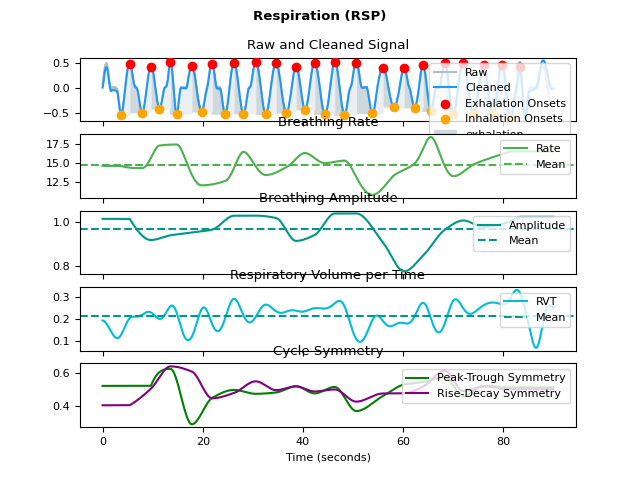 Respiration (RSP)
Raw and Cleaned Signal
0.5
0.0
−0.5
Raw
Cleaned
Exhalation Onsets
Inhalation Onsets
exhalation
Breathing Rate
17.5
15.0
12.5
Rate
Mean
Breathing Amplitude
1.0
0.8
Amplitude
Mean
Respiratory Volume per Time
0.3
0.2
0.1
RVT
Mean
Cycle Symmetry
0.6
0.4
Peak-Trough Symmetry
Rise-Decay Symmetry
0 20 40 60 80
Time (seconds)